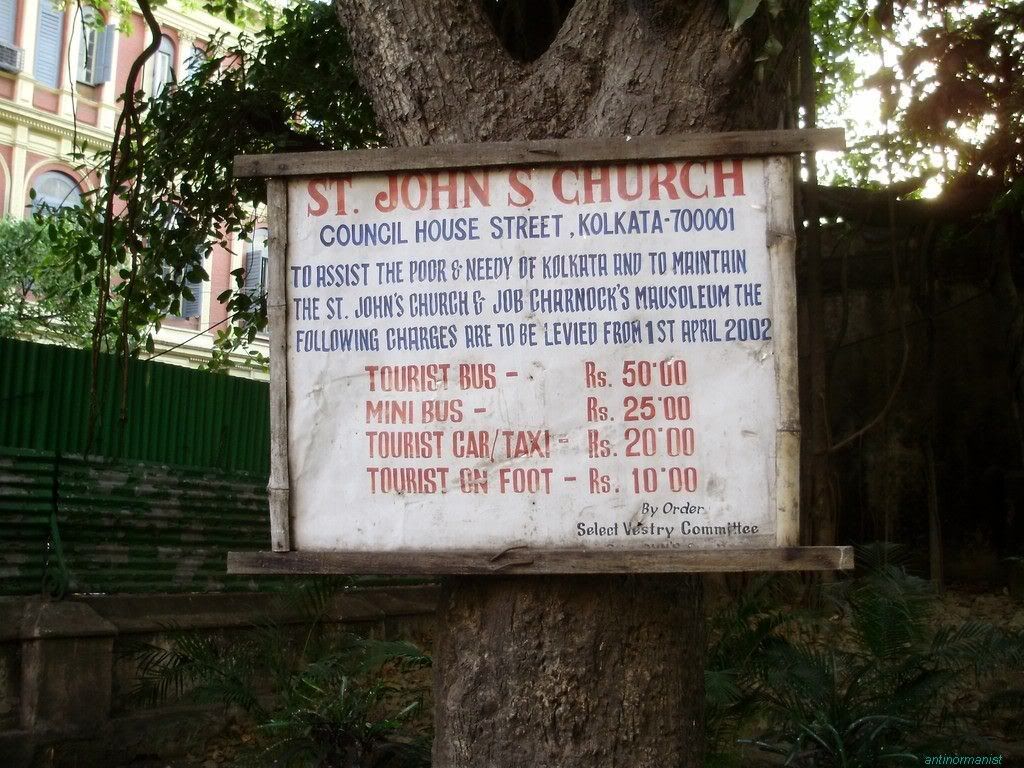 ST. JOHN S CHURCH
COUNCIL HOUSE STREET, KOLKATA-700001
TO ASSIST THE POOR & NEEDY OF KOLKATA AND TO MAINTAIN
THE ST. JOHN'S CHURCH & JOB CHARNOCK'S MAUSOLEUM THE
FOLLOWING CHARGES ARE TO BE LEVIED FROM 1ST APRIL 2002
TOURIST BUS - Rs. 50·00
MINI BUS - Rs. 25·00
TOURIST CAR/TAXI - Rs. 20·00
TOURIST ON FOOT - Rs. 10·00
By Order
Select Vestry Committee
antinormanist